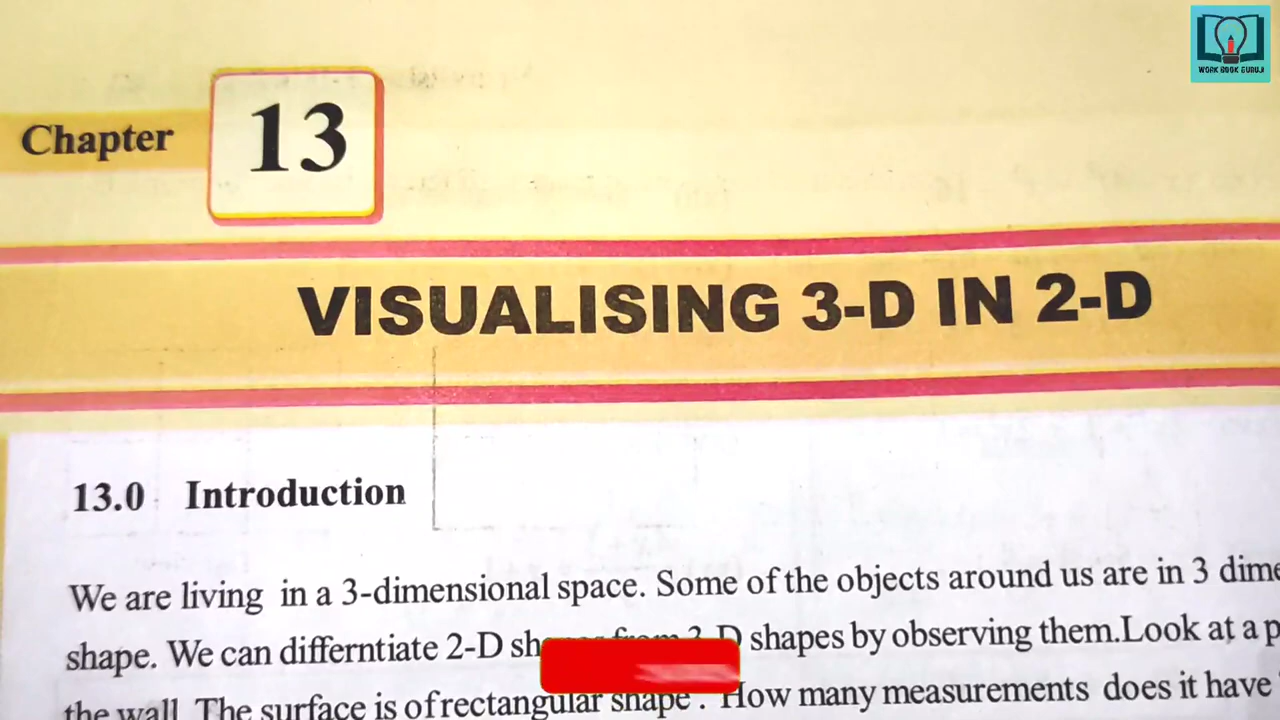 WORK BOOK GURUJI
Chapter 13
VISUALISING 3-D IN 2-D
13.0 Introduction
We are living in a 3-dimensional space. Some of the objects around us are in 3
shape. We can differntiate 2-D from 3-D shapes by observing them.Look at a
the wall The surface is of rectangular shape . How many measurements does it have